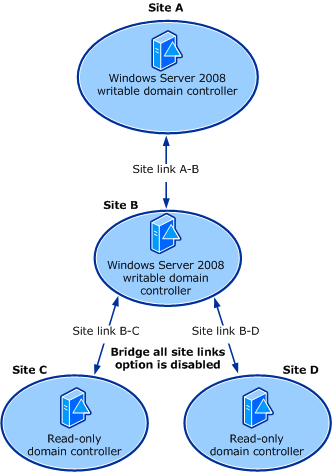 Site A
Windows Server 2008
writable domain controller
Site link A-B
Site B
Windows Server 2008
writable domain
controller
Site link B-C
Site link B-D
Bridge all site links
option is disabled
Site C
Site D
Read-only
domain controller
Read-only
domain controller